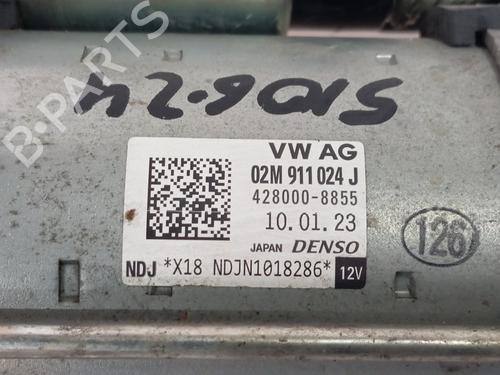 B-PARTS
5106.24
VW AG
02M 911 024 J
428000-8855
10.01.23
JAPAN DENSO
NDJ *X18 NDJN1018286* 12V
126